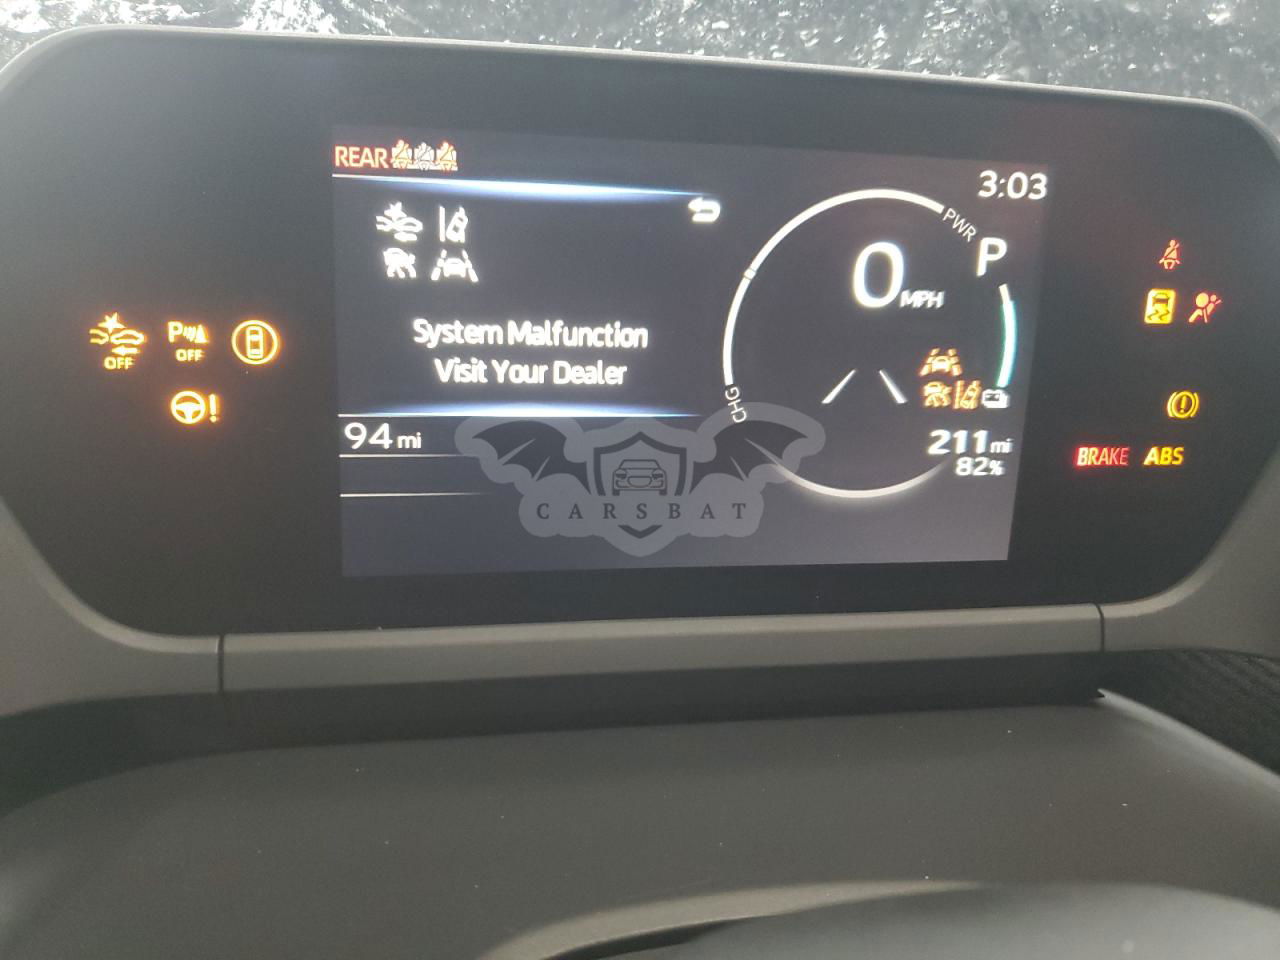 REAR
3:03
PWR
P
0 MPH
System Malfunction
Visit Your Dealer
OFF
P
OFF
!
CHG
94 mi
211 mi
82%
BRAKE ABS
CARSBAT